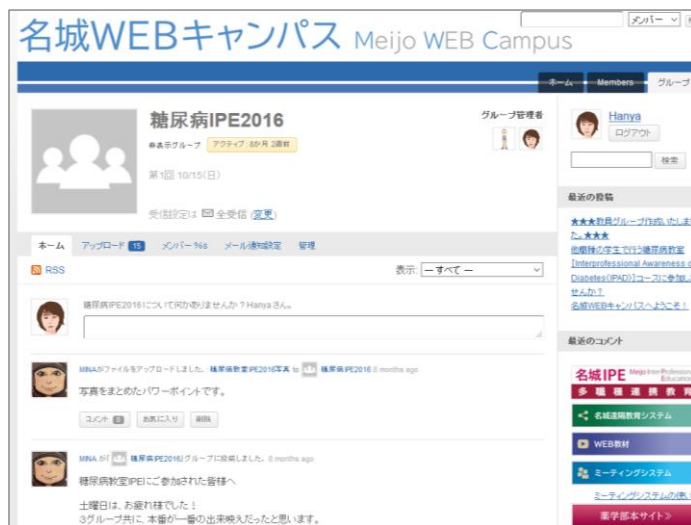 名城WEBキャンパス Meijo WEB Campus
メンバー
ホーム Members グループ
糖尿病IPE2016
非表示グループ アクティブ: 8か月 2週前
第1回 10/15(日)
受信設定は 全受信 (変更)
グループ管理者
Hanya
ログアウト
検索
ホーム アップロード 15 メンバー %s メール通知設定 管理
RSS
表示: — すべて —
糖尿病IPE2016について何かありませんか？Hanyaさん。
MINAがファイルをアップロードしました。 糖尿病教室IPE2016写真 to 糖尿病IPE2016 8 months ago
写真をまとめたパワーポイントです。
コメント 0 お気に入り 削除
MINA が「 糖尿病IPE2016」グループに投稿しました。 8 months ago
糖尿病教室IPEにご参加された皆様へ
土曜日は、お疲れ様でした！
3グループ共に、本番が一番の出来映えだったと思います。
最近の投稿
★★★教員グループ作成いたしま
た。★★★
他職種の学生で行う糖尿病教室
[Interprofessional Awareness o
Diabetes(IPAD)]コースに参加し
せんか？
名城WEBキャンパスへようこそ！
最近のコメント
名城IPE Meijo Inter Profession
Education
多職種連携教育
名城遠隔教育システム
WEB教材
ミーティングシステム
ミーティングシステムの使い
薬学部本サイト》